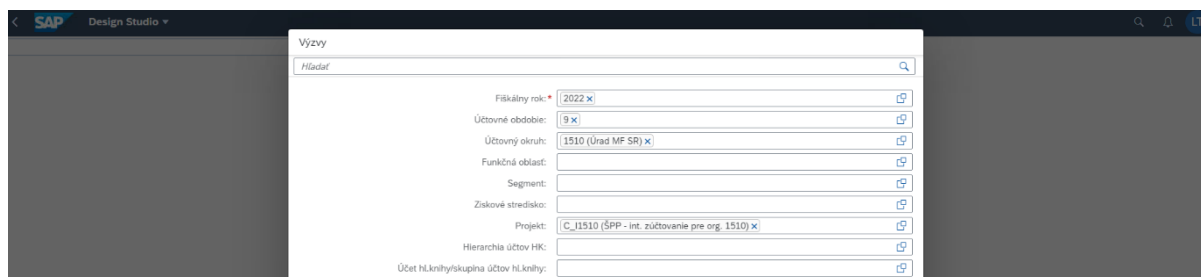 SAP Design Studio
LT
Výzvy
Hľadať
Fiškálny rok:* 2022
Účtovné obdobie: 9
Účtovný okruh: 1510 (Úrad MF SR)
Funkčná oblasť:
Segment:
Ziskové stredisko:
Projekt: C_I1510 (ŠPP - int. zúčtovanie pre org. 1510)
Hierarchia účtov HK:
Účet hl.knihy/skupina účtov hl.knihy: